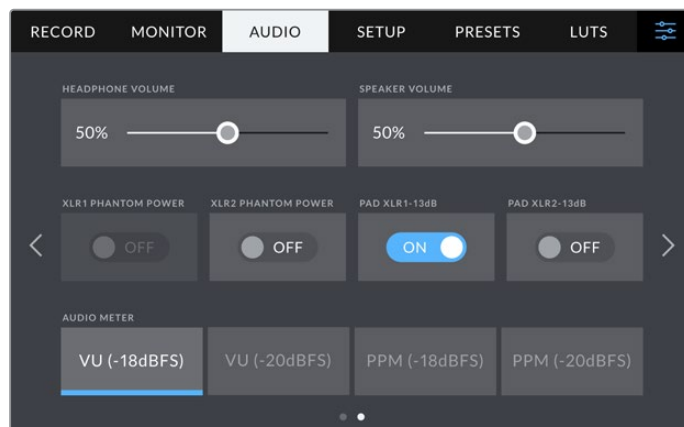 RECORD MONITOR AUDIO SETUP PRESETS LUTS
HEADPHONE VOLUME SPEAKER VOLUME
50% 50%
XLR1 PHANTOM POWER XLR2 PHANTOM POWER PAD XLR1-13dB PAD XLR2-13dB
OFF OFF ON OFF
AUDIO METER
VU (-18dBFS) VU (-20dBFS) PPM (-18dBFS) PPM (-20dBFS)